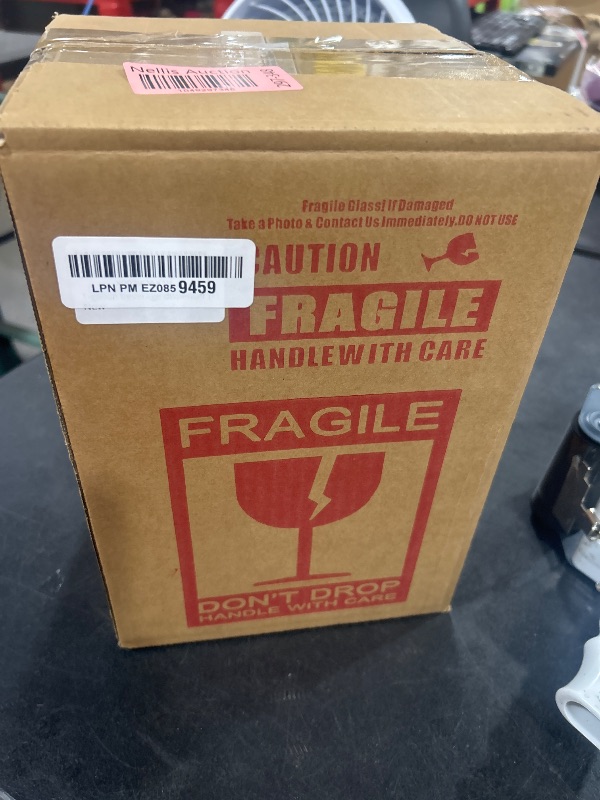 Nellis Auction
Fragile Glass! If Damaged
Take a Photo & Contact Us Immediately.DO NOT USE
CAUTION
LPN PM EZ085 9459
FRAGILE
HANDLE WITH CARE
FRAGILE
DON'T DROP
HANDLE WITH CARE